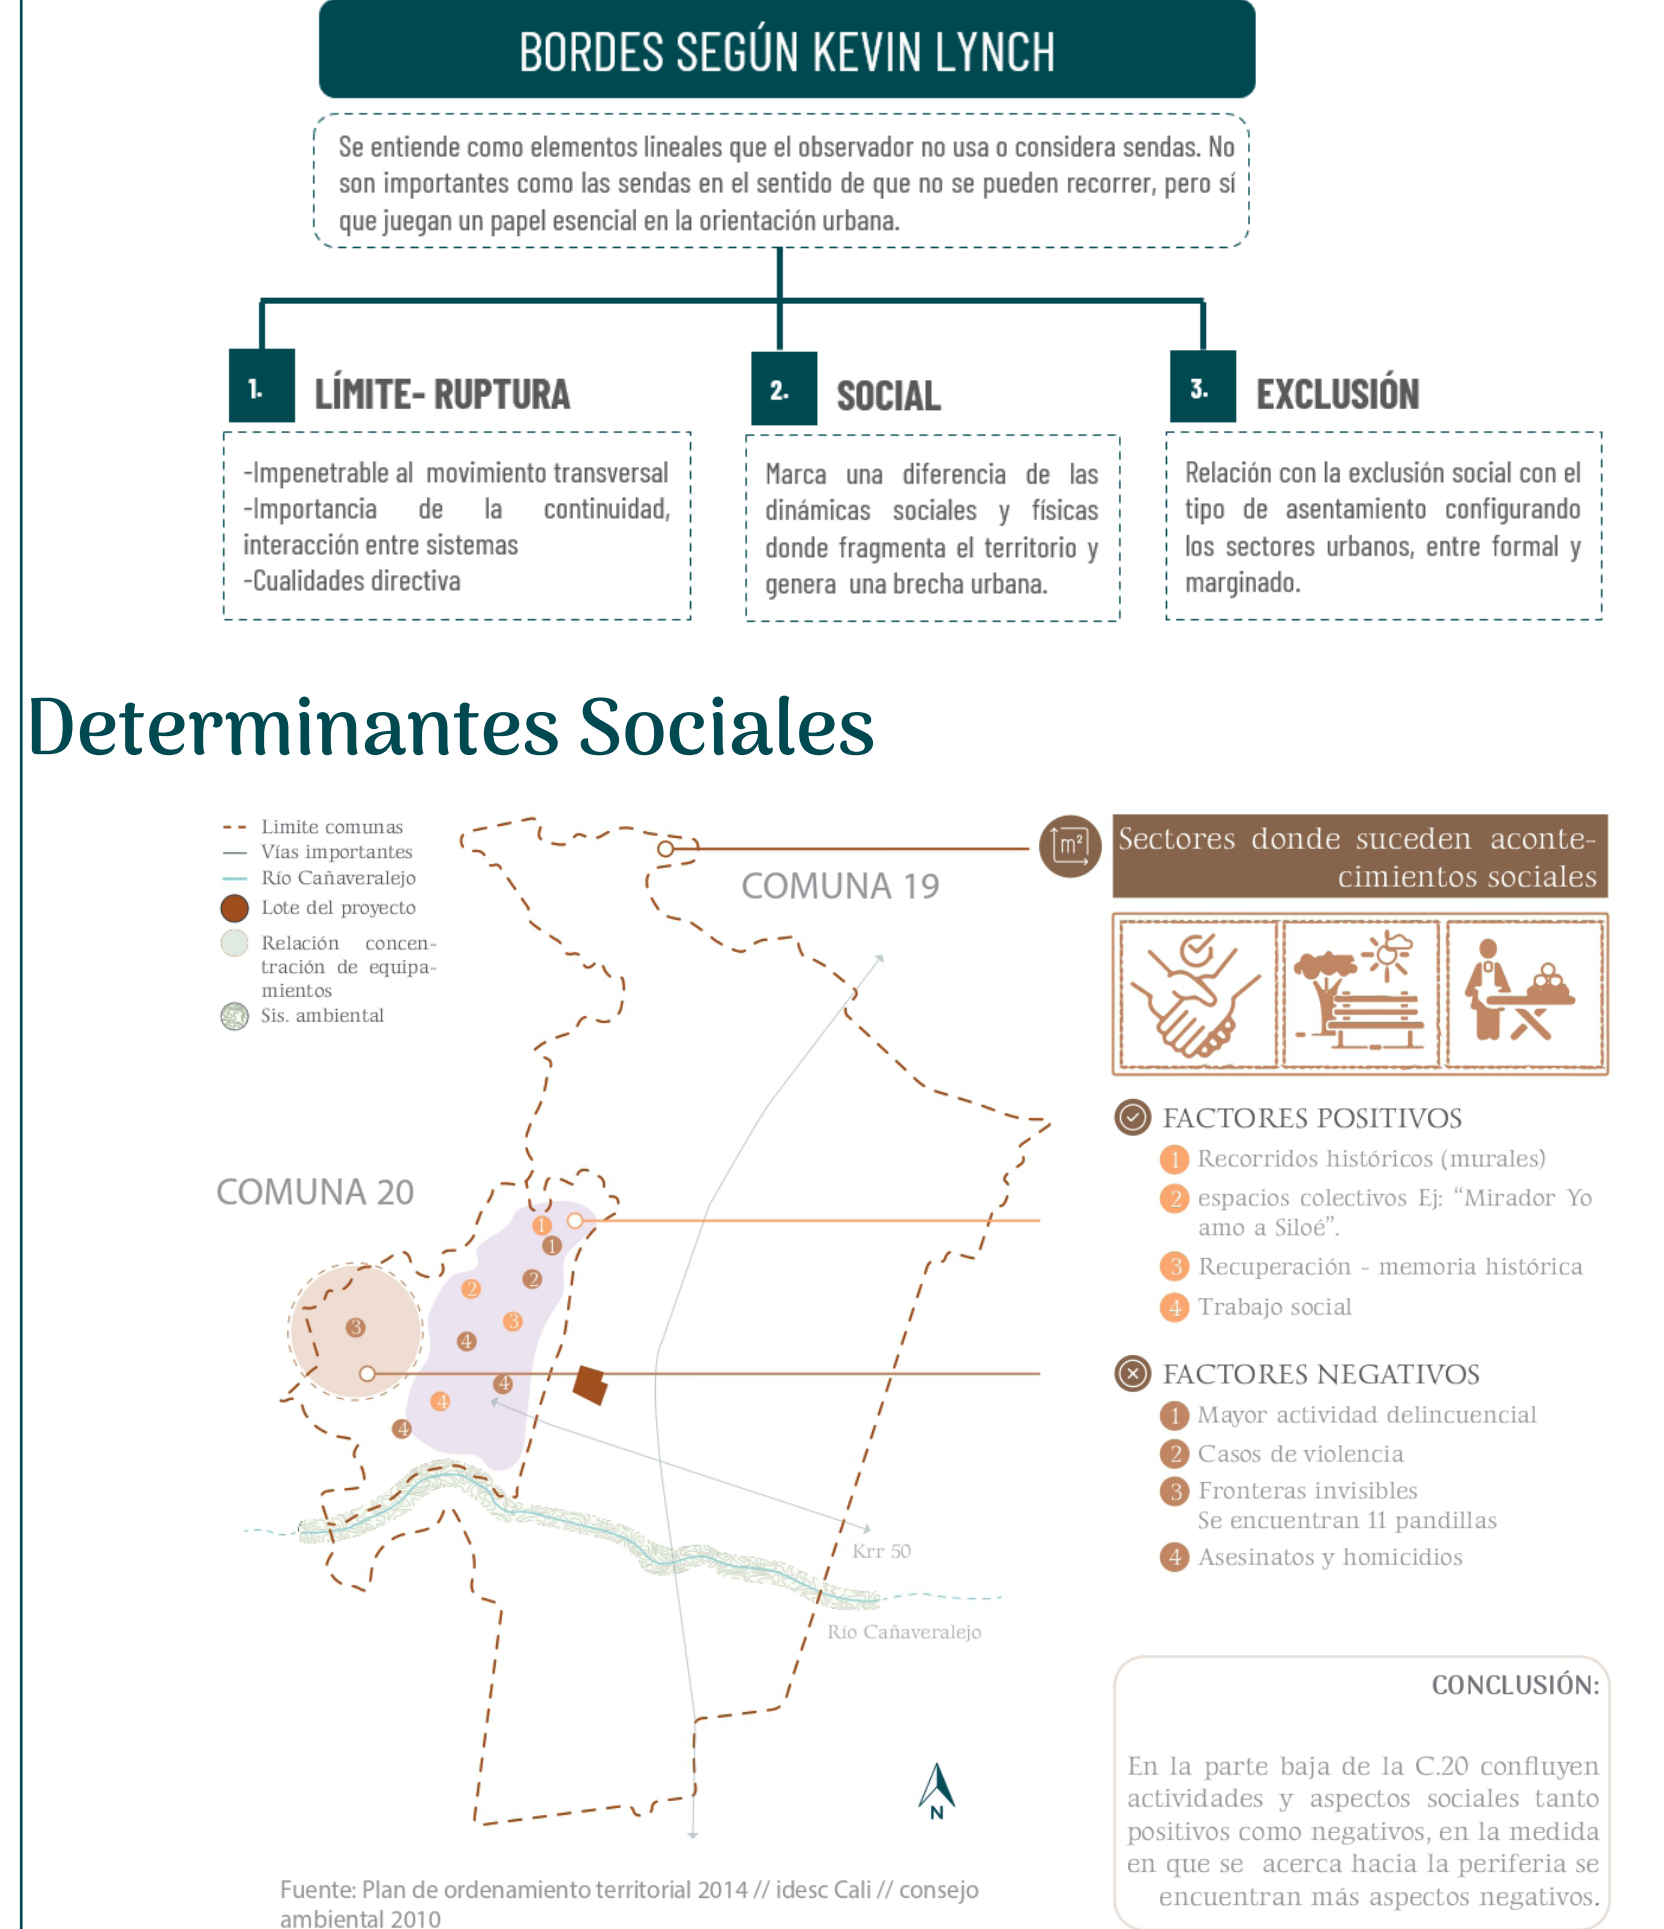 BORDES SEGÚN KEVIN LYNCH
Se entiende como elementos lineales que el observador no usa o considera sendas. No
son importantes como las sendas en el sentido de que no se pueden recorrer, pero sí
que juegan un papel esencial en la orientación urbana.
1.
LÍMITE- RUPTURA
-Impenetrable al movimiento transversal
-Importancia de la continuidad,
interacción entre sistemas
-Cualidades directiva
2.
SOCIAL
Marca una diferencia de las
dinámicas sociales y físicas
donde fragmenta el territorio y
genera una brecha urbana.
3.
EXCLUSIÓN
Relación con la exclusión social con el
tipo de asentamiento configurando
los sectores urbanos, entre formal y
marginado.
Determinantes Sociales
Limite comunas
Vías importantes
Río Cañaveralejo
Lote del proyecto
Relación concen-
tración de equipa-
mientos
Sis. ambiental
COMUNA 19
COMUNA 20
1
1
2
2
3
3
4
4
4
4
Krr 50
Río Cañaveralejo
N
Fuente: Plan de ordenamiento territorial 2014 // idesc Cali // consejo
ambiental 2010
m²
Sectores donde suceden aconte-
cimientos sociales
FACTORES POSITIVOS
1 Recorridos históricos (murales)
2 espacios colectivos Ej: “Mirador Yo
amo a Siloé”.
3 Recuperación - memoria histórica
4 Trabajo social
FACTORES NEGATIVOS
1 Mayor actividad delincuencial
2 Casos de violencia
3 Fronteras invisibles
Se encuentran 11 pandillas
4 Asesinatos y homicidios
CONCLUSIÓN:
En la parte baja de la C.20 confluyen
actividades y aspectos sociales tanto
positivos como negativos, en la medida
en que se acerca hacia la periferia se
encuentran más aspectos negativos.